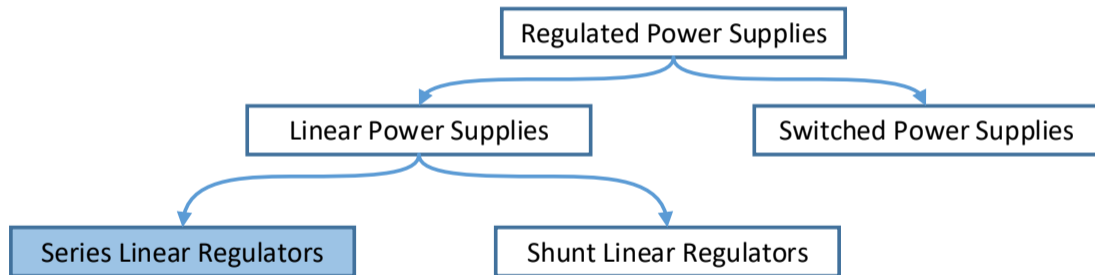 Regulated Power Supplies
Linear Power Supplies
Switched Power Supplies
Series Linear Regulators
Shunt Linear Regulators